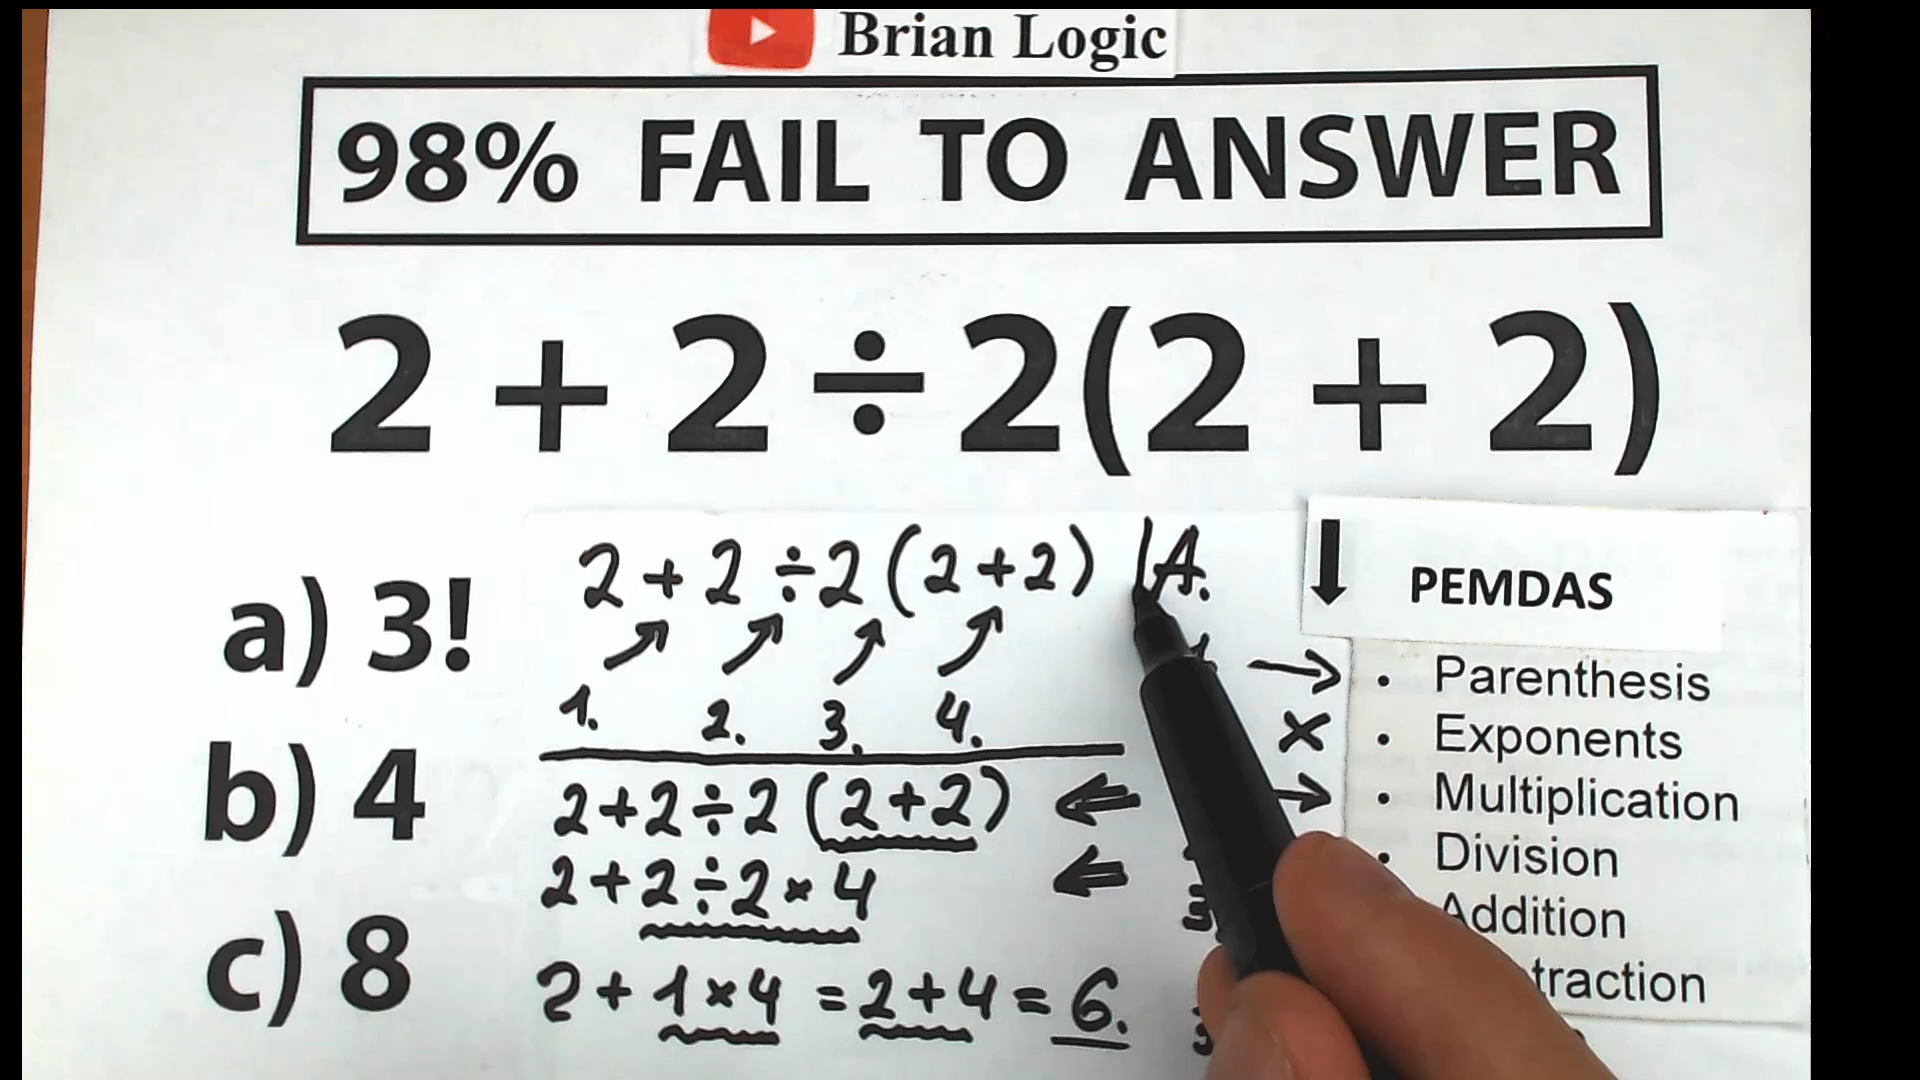 Brian Logic
98% FAIL TO ANSWER
2 + 2 ÷ 2(2 + 2)
a) 3!
b) 4
c) 8
2 + 2 ÷ 2 (2 + 2) | A.
1. 2. 3. 4.
2 + 2 ÷ 2 (2 + 2)
2 + 2 ÷ 2 × 4
2 + 1 × 4 = 2 + 4 = 6.
PEMDAS
• Parenthesis
• Exponents
• Multiplication
• Division
Addition
traction